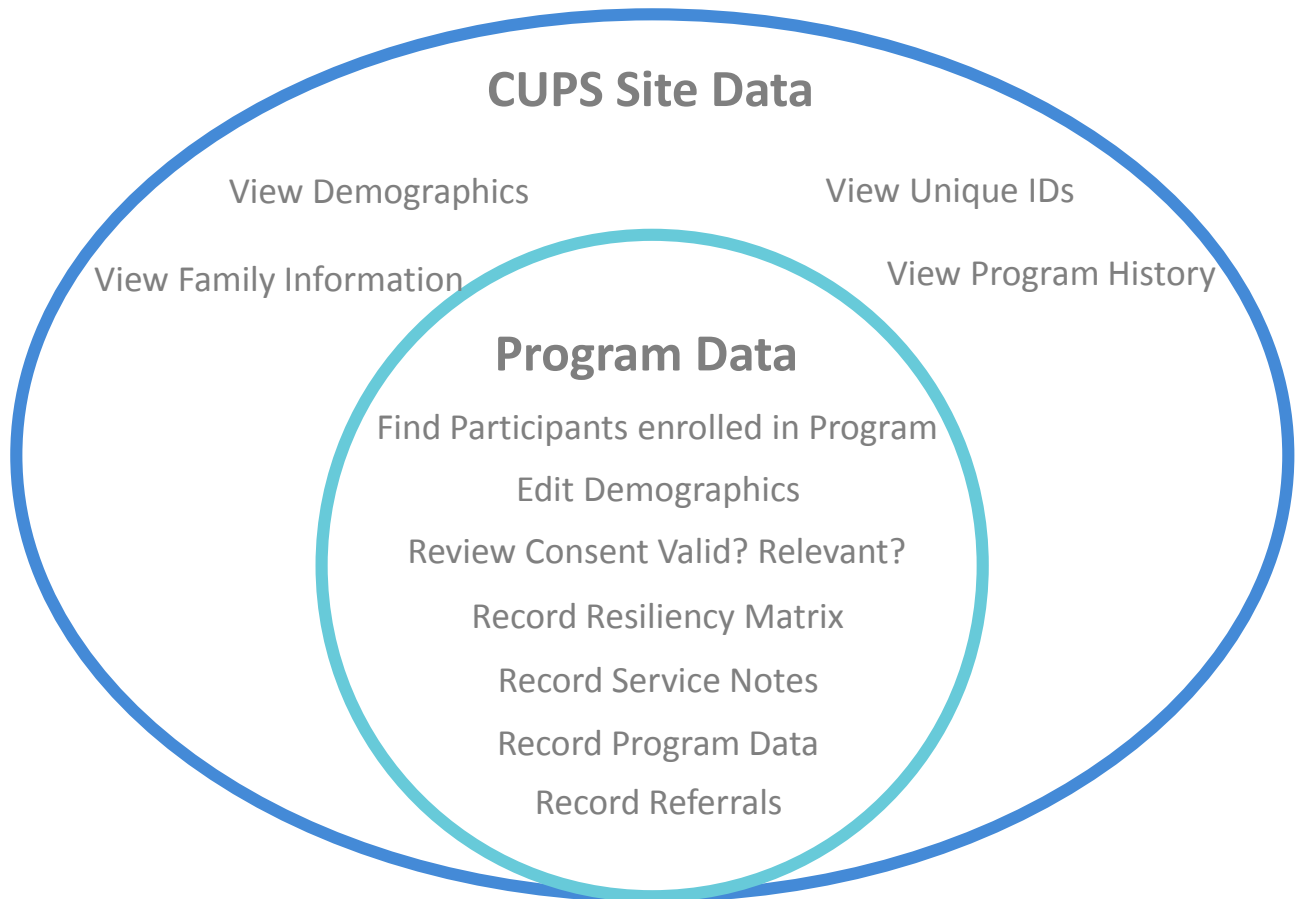 CUPS Site Data
View Demographics
View Unique IDs
View Family Information
View Program History
Program Data
Find Participants enrolled in Program
Edit Demographics
Review Consent Valid? Relevant?
Record Resiliency Matrix
Record Service Notes
Record Program Data
Record Referrals